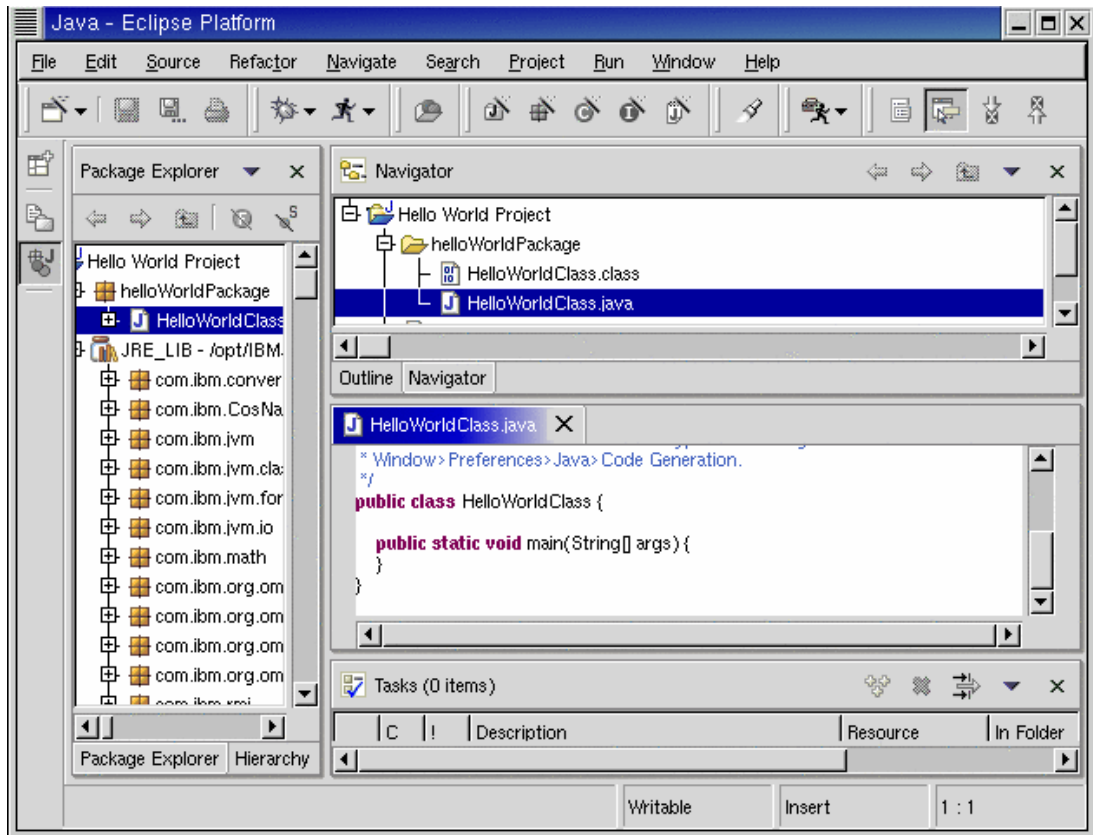 Java - Eclipse Platform
File Edit Source Refactor Navigate Search Project Run Window Help
Package Explorer
Hello World Project
helloWorldPackage
HelloWorldClass
JRE_LIB - /opt/IBM.
com.ibm.conver
com.ibm.CosNa
com.ibm.jvm
com.ibm.jvm.cla
com.ibm.jvm.for
com.ibm.jvm.io
com.ibm.math
com.ibm.org.om
com.ibm.org.om
com.ibm.org.om
com.ibm.org.om
Package Explorer Hierarchy
Navigator
Hello World Project
helloWorldPackage
HelloWorldClass.class
HelloWorldClass.java
Outline Navigator
HelloWorldClass.java
* Window>Preferences>Java>Code Generation.
*/
public class HelloWorldClass {
public static void main(String[] args) {
}
}
Tasks (0 items)
C ! Description Resource In Folder
Writable Insert 1 : 1